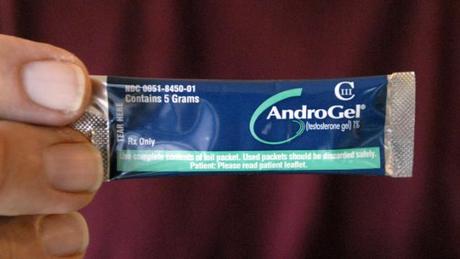 NDC 0051-8450-01
Contains 5 Grams
TEAR HERE
Rx Only
CIII
AndroGel®
(testosterone gel) 1%
Use complete contents of foil packet. Used packets should be discarded safely.
Patient: Please read patient leaflet.